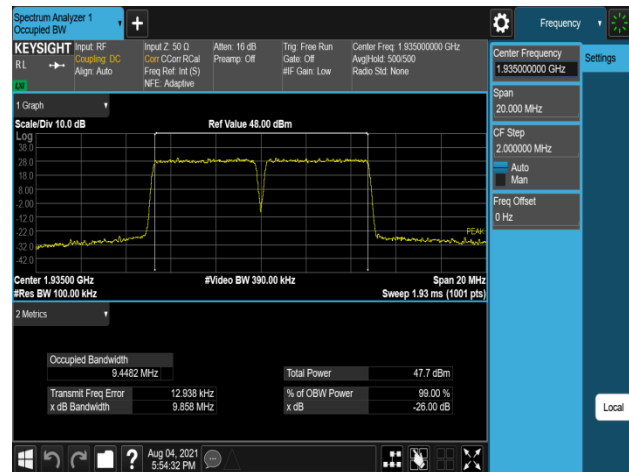 Spectrum Analyzer 1
Occupied BW
Frequency
KEYSIGHT
Input: RF
Input Z: 50 Ω
Atten: 16 dB
Trig: Free Run
Center Freq: 1.935000000 GHz
RL
Coupling: DC
Corr CCorr RCal
Preamp: Off
Gate: Off
Avg|Hold: 500/500
Align: Auto
Freq Ref: Int (S)
#IF Gain: Low
Radio Std: None
NFE: Adaptive
Center Frequency
1.935000000 GHz
Settings
Span
20.000 MHz
CF Step
2.000000 MHz
Auto
Man
Freq Offset
0 Hz
1 Graph
Scale/Div 10.0 dB
Ref Value 48.00 dBm
Log
38.0
28.0
18.0
8.00
-2.00
-12.0
-22.0
-32.0
-42.0
PEAK
Center 1.93500 GHz
#Video BW 390.00 kHz
Span 20 MHz
#Res BW 100.00 kHz
Sweep 1.93 ms (1001 pts)
2 Metrics
Occupied Bandwidth
9.4482 MHz
Total Power
47.7 dBm
Transmit Freq Error
12.938 kHz
% of OBW Power
99.00 %
x dB Bandwidth
9.858 MHz
x dB
-26.00 dB
Local
?
Aug 04, 2021
5:54:32 PM